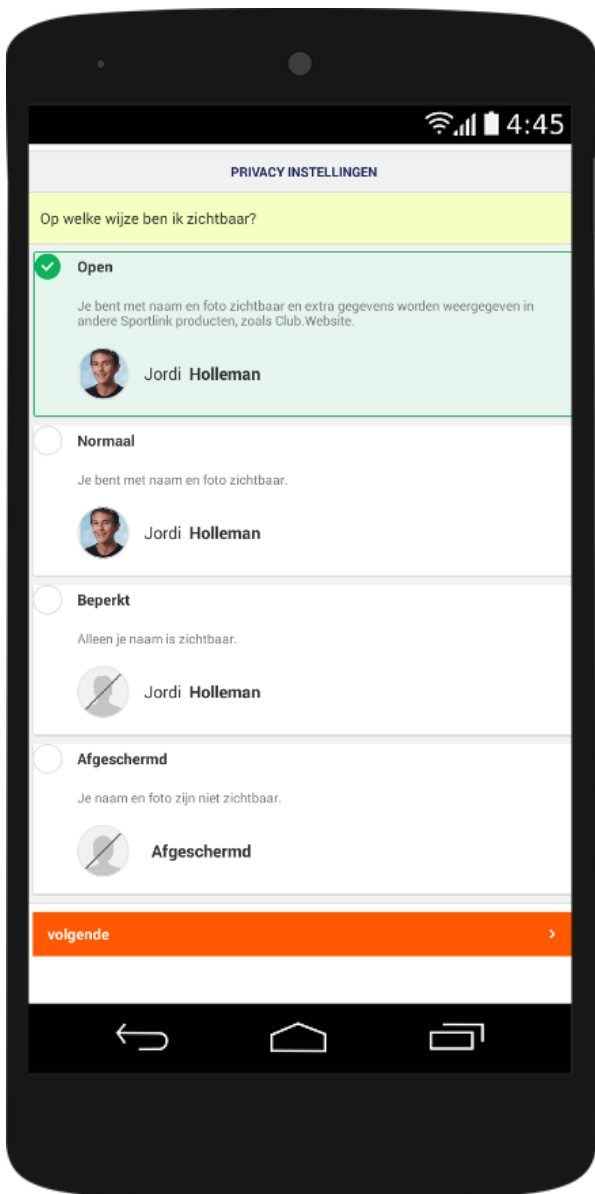 4:45
PRIVACY INSTELLINGEN
Op welke wijze ben ik zichtbaar?
Open
Je bent met naam en foto zichtbaar en extra gegevens worden weergegeven in
andere Sportlink producten, zoals Club.Website.
Jordi Holleman
Normaal
Je bent met naam en foto zichtbaar.
Jordi Holleman
Beperkt
Alleen je naam is zichtbaar.
Jordi Holleman
Afgeschermd
Je naam en foto zijn niet zichtbaar.
Afgeschermd
volgende